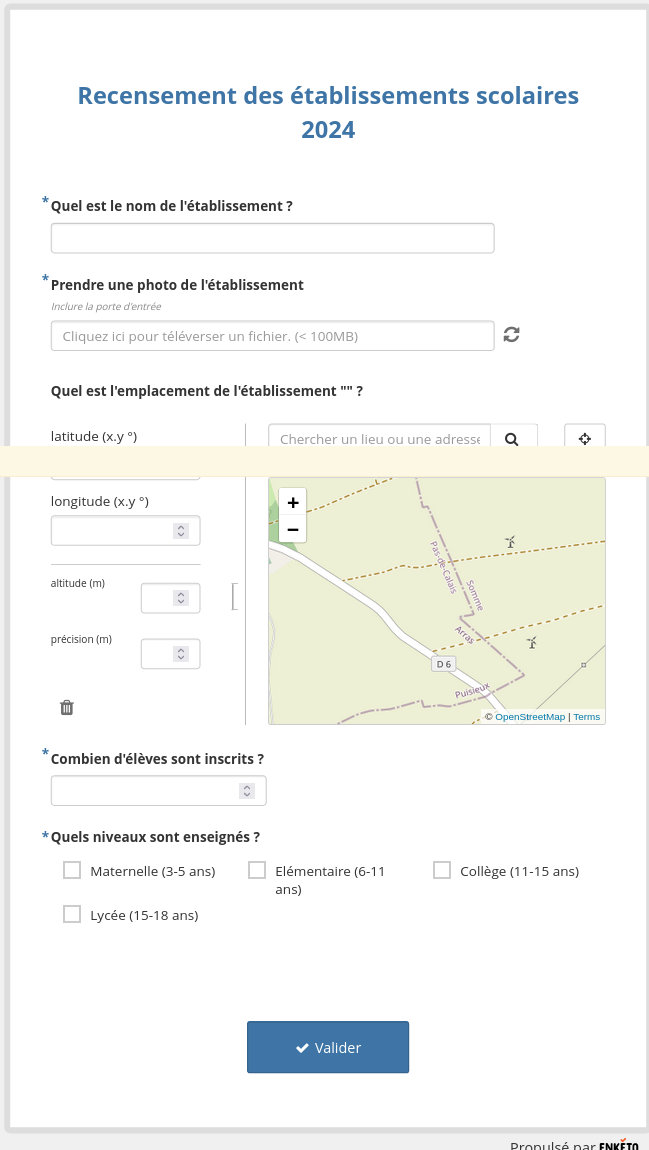 Recensement des établissements scolaires
2024
* Quel est le nom de l'établissement ?
* Prendre une photo de l'établissement
Inclure la porte d'entrée
Cliquez ici pour téléverser un fichier. (< 100MB)
Quel est l'emplacement de l'établissement "" ?
latitude (x.y °)
Chercher un lieu ou une adresse
longitude (x.y °)
altitude (m)
précision (m)
+
−
Pas-de-Calais
Somme
Arras
D 6
Puisieux
© OpenStreetMap | Terms
* Combien d'élèves sont inscrits ?
* Quels niveaux sont enseignés ?
Maternelle (3-5 ans)
Elémentaire (6-11
ans)
Collège (11-15 ans)
Lycée (15-18 ans)
Valider
Propulsé par ENKETO